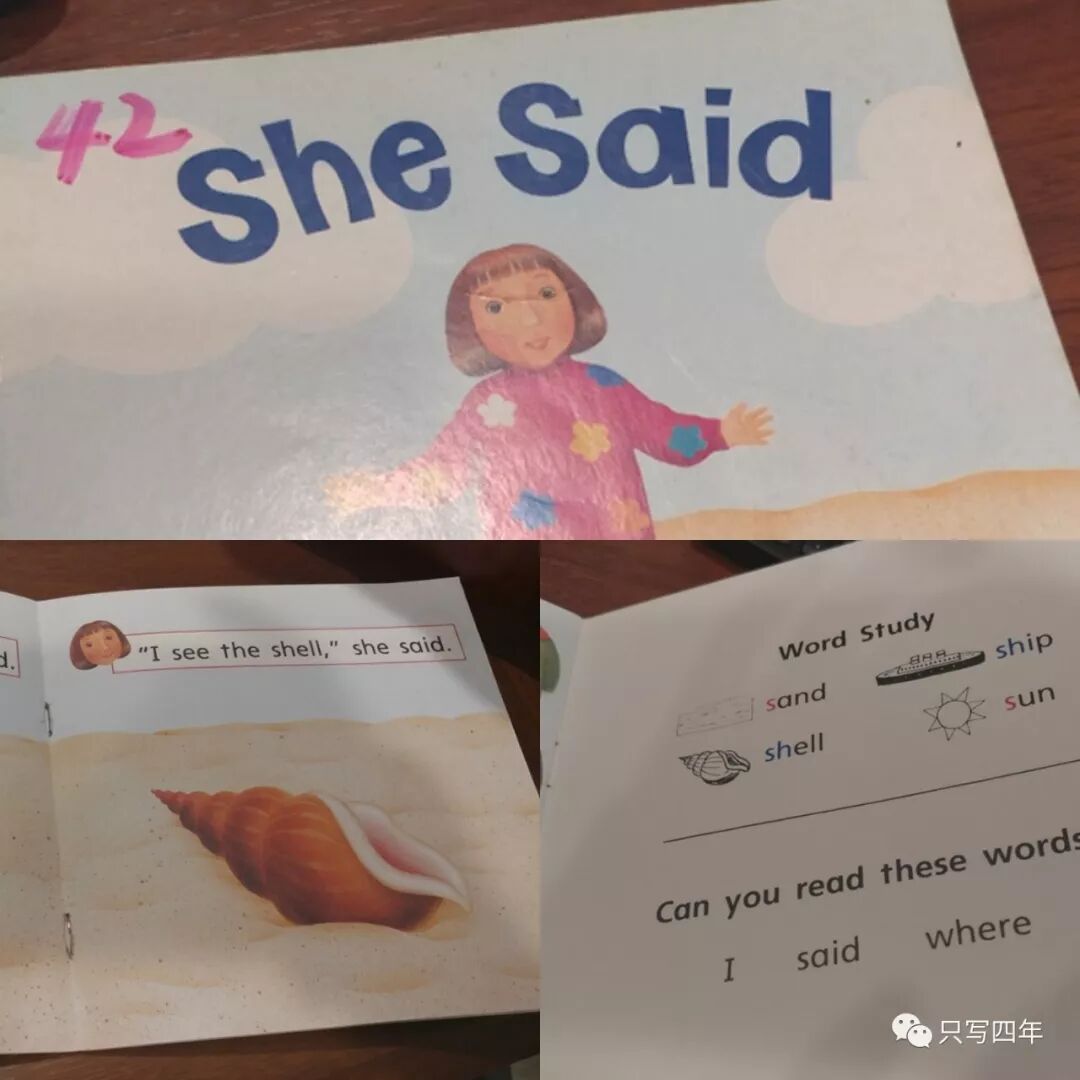 42
She Said
d.
"I see the shell," she said.
Word Study
sand
ship
shell
sun
Can you read these words
I said where
只写四年